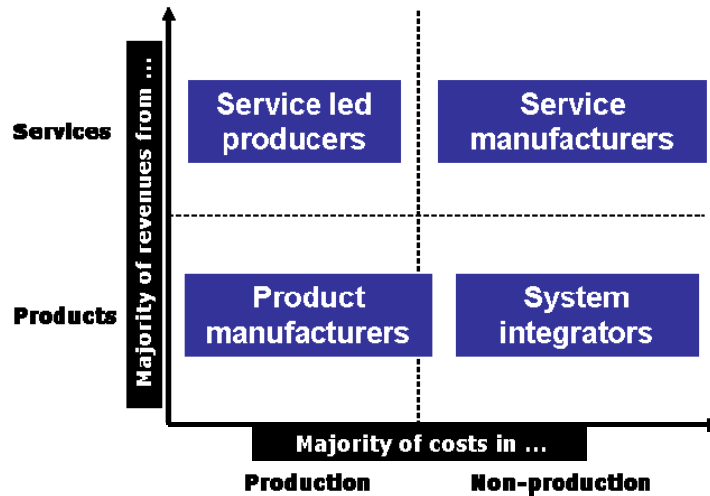 Majority of revenues from ...
Services
Products
Service led
producers
Service
manufacturers
Product
manufacturers
System
integrators
Majority of costs in ...
Production
Non-production